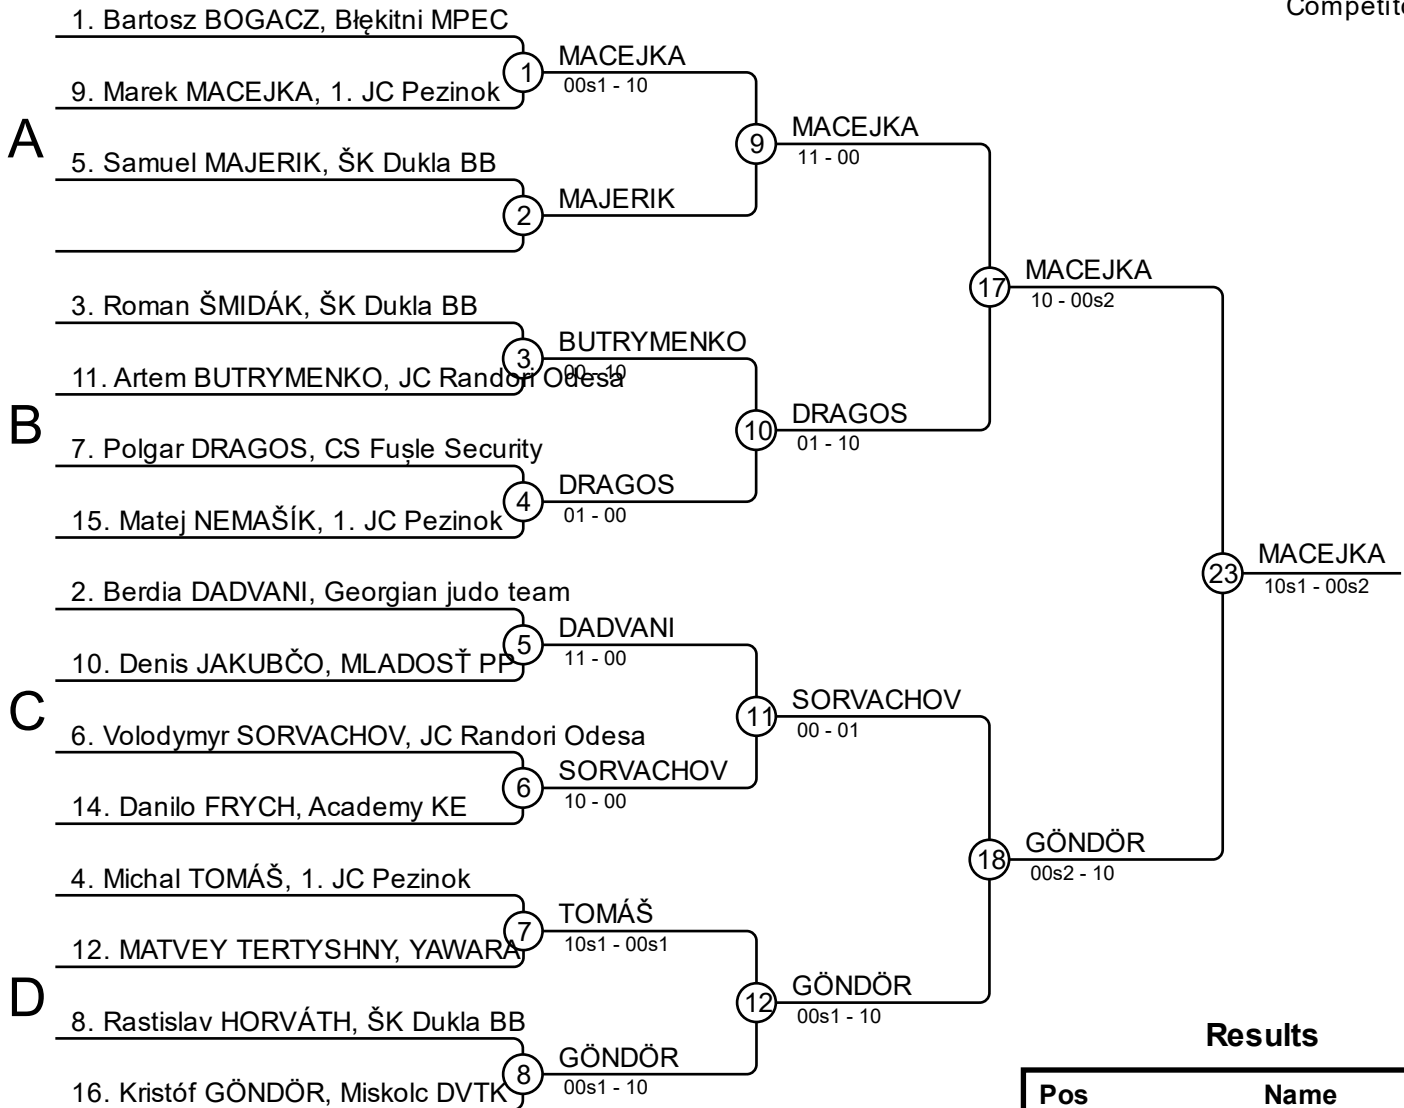 Competito
1. Bartosz BOGACZ, Błękitni MPEC
1
MACEJKA
00s1 - 10
9. Marek MACEJKA, 1. JC Pezinok
A
9
MACEJKA
11 - 00
5. Samuel MAJERIK, ŠK Dukla BB
2
MAJERIK
17
MACEJKA
10 - 00s2
3. Roman ŠMIDÁK, ŠK Dukla BB
3
BUTRYMENKO
00 - 10
11. Artem BUTRYMENKO, JC Randori Odesa
B
10
DRAGOS
01 - 10
7. Polgar DRAGOS, CS Fușle Security
4
DRAGOS
01 - 00
15. Matej NEMAŠÍK, 1. JC Pezinok
23
MACEJKA
10s1 - 00s2
2. Berdia DADVANI, Georgian judo team
5
DADVANI
11 - 00
10. Denis JAKUBČO, MLADOSŤ PP
C
11
SORVACHOV
00 - 01
6. Volodymyr SORVACHOV, JC Randori Odesa
6
SORVACHOV
10 - 00
14. Danilo FRYCH, Academy KE
18
GÖNDÖR
00s2 - 10
4. Michal TOMÁŠ, 1. JC Pezinok
7
TOMÁŠ
10s1 - 00s1
12. MATVEY TERTYSHNY, YAWARA
D
12
GÖNDÖR
00s1 - 10
8. Rastislav HORVÁTH, ŠK Dukla BB
8
GÖNDÖR
00s1 - 10
16. Kristóf GÖNDÖR, Miskolc DVTK
Results
Pos Name